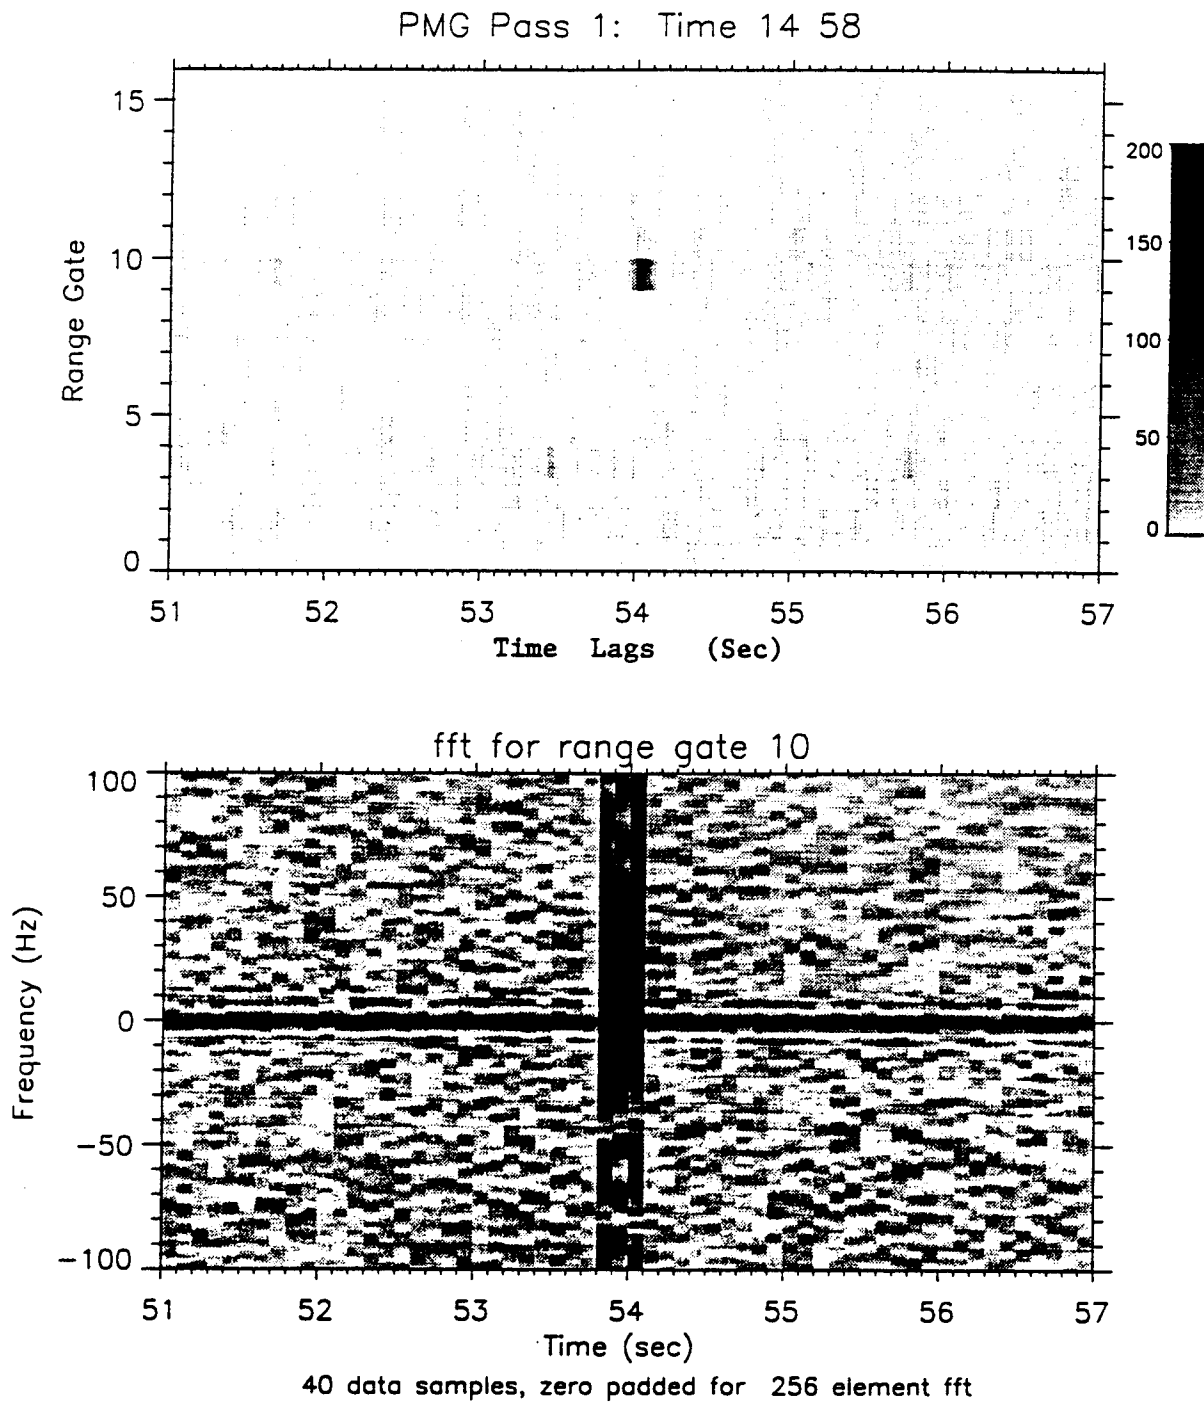 PMG Pass 1: Time 14 58
15
10
5
0
Range Gate
51 52 53 54 55 56 57
Time Lags (Sec)
200
150
100
50
0
fft for range gate 10
100
50
0
-50
-100
Frequency (Hz)
51 52 53 54 55 56 57
Time (sec)
40 data samples, zero padded for 256 element fft